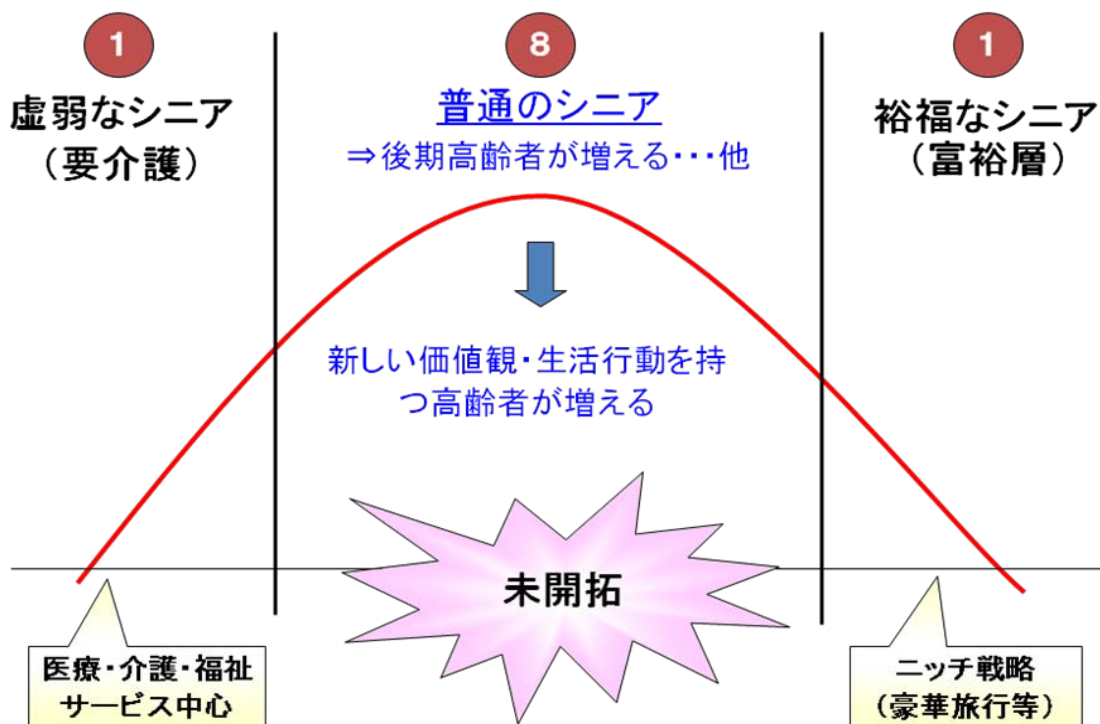 1
虚弱なシニア
（要介護）
8
普通のシニア
⇒後期高齢者が増える・・・他
新しい価値観・生活行動を持
つ高齢者が増える
未開拓
1
裕福なシニア
（富裕層）
医療・介護・福祉
サービス中心
ニッチ戦略
（豪華旅行等）